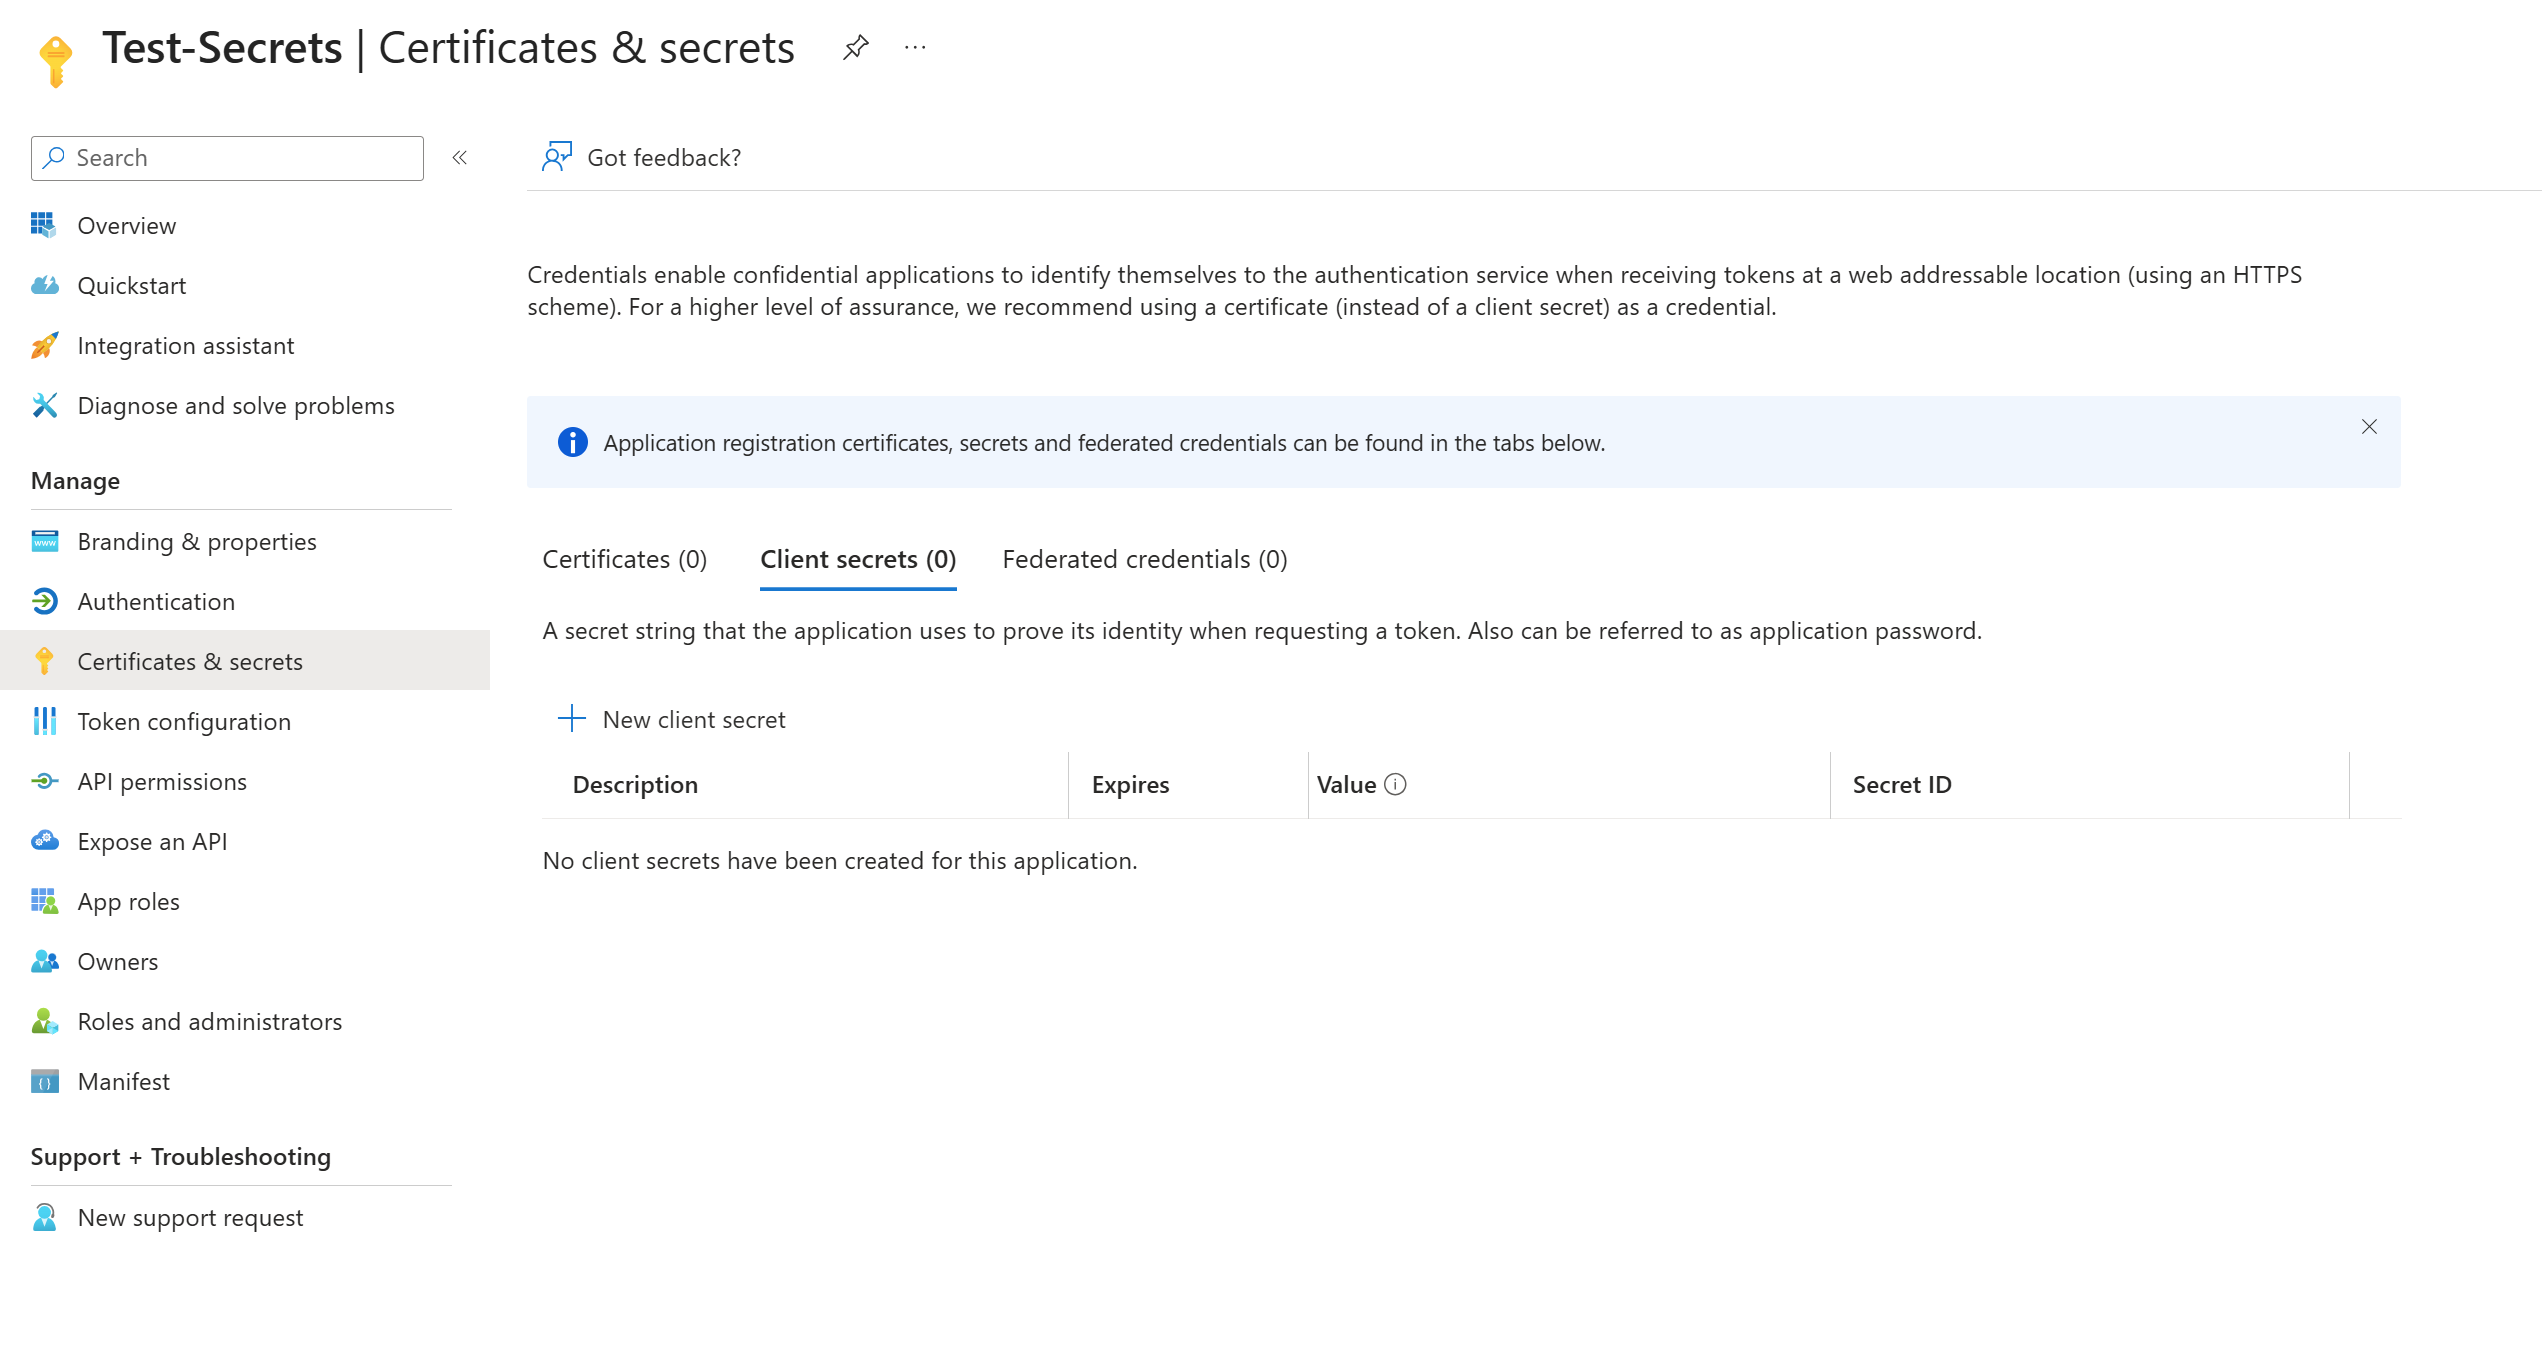 Test-Secrets | Certificates & secrets
Search
Overview
Quickstart
Integration assistant
Diagnose and solve problems
Manage
Branding & properties
Authentication
Certificates & secrets
Token configuration
API permissions
Expose an API
App roles
Owners
Roles and administrators
Manifest
Support + Troubleshooting
New support request
Got feedback?
Credentials enable confidential applications to identify themselves to the authentication service when receiving tokens at a web addressable location (using an HTTPS
scheme). For a higher level of assurance, we recommend using a certificate (instead of a client secret) as a credential.
Application registration certificates, secrets and federated credentials can be found in the tabs below.
Certificates (0) Client secrets (0) Federated credentials (0)
A secret string that the application uses to prove its identity when requesting a token. Also can be referred to as application password.
New client secret
Description Expires Value Secret ID
No client secrets have been created for this application.